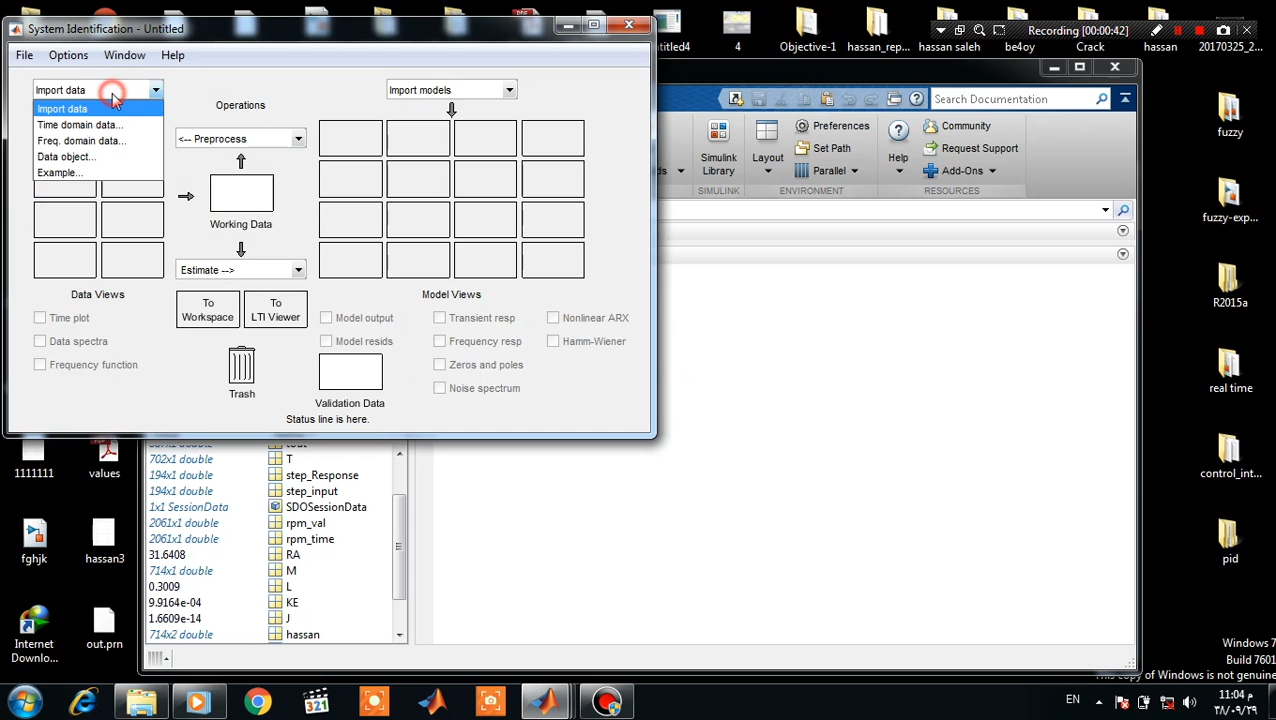 System Identification - Untitled
File Options Window Help
Import data
Import data
Time domain data...
Freq. domain data...
Data object...
Example...
Operations
<-- Preprocess
Working Data
Estimate -->
To Workspace
To LTI Viewer
Trash
Data Views
Time plot
Data spectra
Frequency function
Import models
Model Views
Model output
Model resids
Transient resp
Frequency resp
Zeros and poles
Noise spectrum
Nonlinear ARX
Hamm-Wiener
Validation Data
Status line is here.
4
Objective-1
hassan saleh
be4oy
Crack
hassan
20170325_2...
Recording [00:00:42]
Search Documentation
Simulink Library
Layout
Preferences
Set Path
Parallel
Help
Community
Request Support
Add-Ons
SIMULINK
ENVIRONMENT
RESOURCES
702x1 double T
194x1 double step_Response
194x1 double step_input
1x1 SessionData SDOSessionData
2061x1 double rpm_val
2061x1 double rpm_time
31.6408 RA
714x1 double M
0.3009 L
9.9164e-04 KE
1.6609e-14 J
714x2 double hassan
1111111
values
fghjk
hassan3
Internet Downlo...
out.prn
fuzzy
fuzzy-exp...
R2015a
real time
control_int...
pid
Windows 7
Build 7601
This copy of Windows is not genuine
321
EN
11:04 م
٣٨/٠٩/٢٩